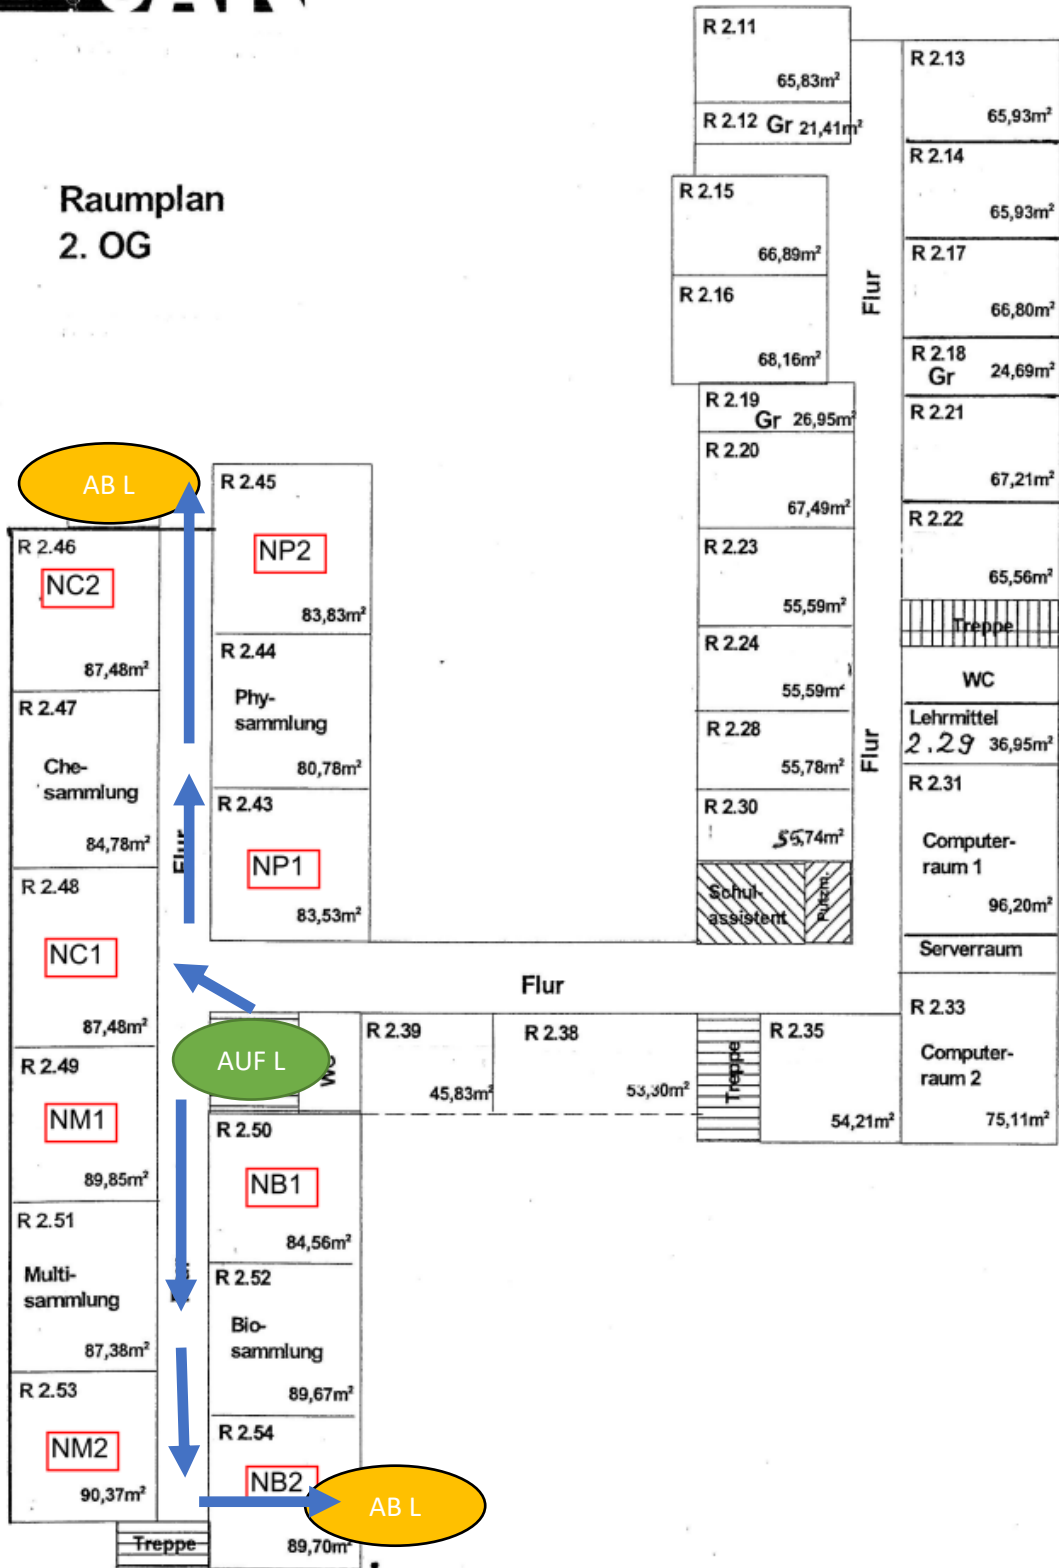 Raumplan
2. OG
R 2.11
65,83m²
R 2.12 Gr 21,41m²
R 2.13
65,93m²
R 2.14
65,93m²
R 2.15
66,89m²
R 2.16
68,16m²
R 2.17
66,80m²
R 2.18
Gr 24,69m²
Flur
R 2.19
Gr 26,95m²
R 2.20
67,49m²
R 2.21
67,21m²
R 2.22
65,56m²
R 2.23
55,59m²
R 2.24
55,59m²
R 2.28
55,78m²
R 2.30
55,74m²
Schul-
assistent
Putzm.
Treppe
WC
Lehrmittel
2.29 36,95m²
Flur
R 2.31
Computer-
raum 1
96,20m²
Serverraum
R 2.33
Computer-
raum 2
75,11m²
AB L
R 2.45
NP2
83,83m²
R 2.46
NC2
87,48m²
R 2.44
Phy-
sammlung
80,78m²
R 2.47
Che-
sammlung
84,78m²
Flur
R 2.43
NP1
83,53m²
R 2.48
NC1
87,48m²
Flur
AUF L
WC
R 2.39
45,83m²
R 2.38
53,30m²
Treppe
R 2.35
54,21m²
R 2.49
NM1
89,85m²
R 2.50
NB1
84,56m²
R 2.51
Multi-
sammlung
87,38m²
R 2.52
Bio-
sammlung
89,67m²
R 2.53
NM2
90,37m²
R 2.54
NB2
AB L
89,70m²
Treppe